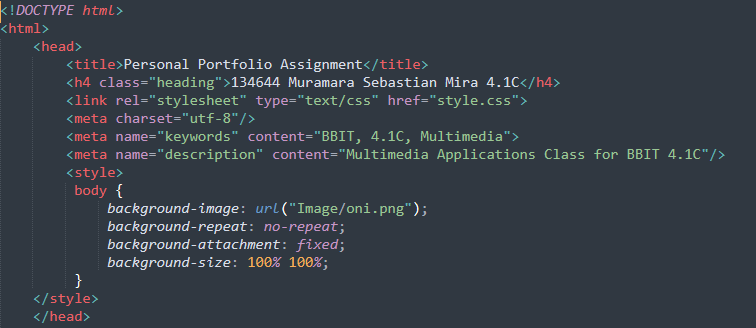 <!DOCTYPE html>
<html>
<head>
<title>Personal Portfolio Assignment</title>
<h4 class="heading">134644 Muramara Sebastian Mira 4.1C</h4>
<link rel="stylesheet" type="text/css" href="style.css">
<meta charset="utf-8"/>
<meta name="keywords" content="BBIT, 4.1C, Multimedia">
<meta name="description" content="Multimedia Applications Class for BBIT 4.1C"/>
<style>
body {
background-image: url("Image/oni.png");
background-repeat: no-repeat;
background-attachment: fixed;
background-size: 100% 100%;
}
</style>
</head>